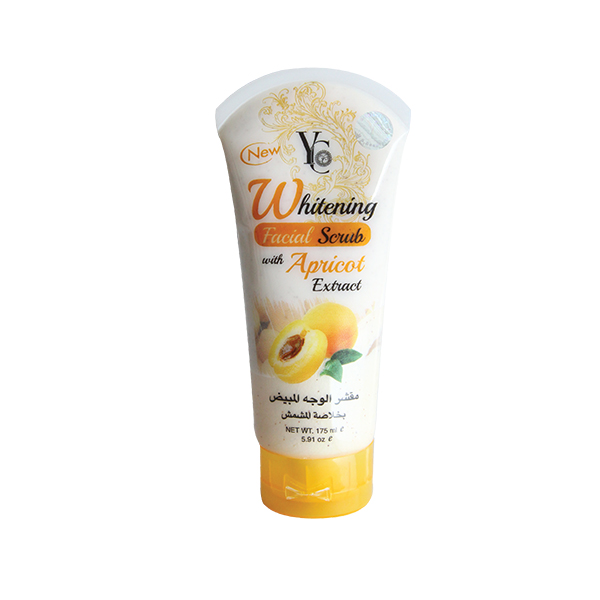 New
YC
Whitening
Facial Scrub
with Apricot
Extract
مقشر الوجه المبيض
بخلاصة المشمش
NET WT. 175 ml. e
5.91 oz. e